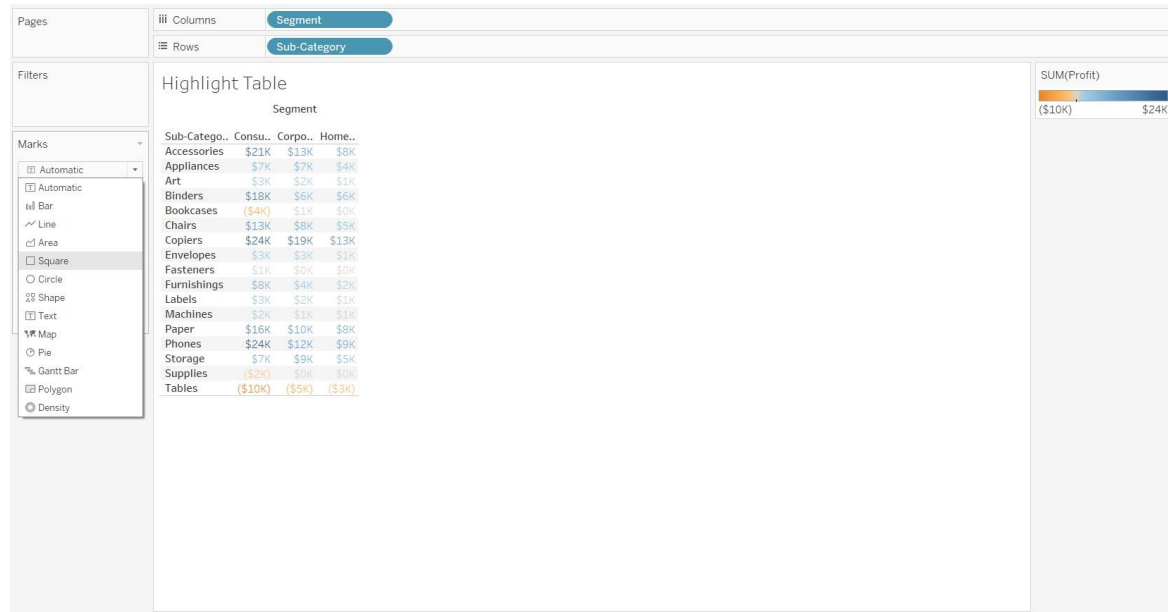 Pages
Columns
Segment
Rows
Sub-Category
Filters
Marks
Automatic
Automatic
Bar
Line
Area
Square
Circle
Shape
Text
Map
Pie
Gantt Bar
Polygon
Density
Highlight Table
Segment
Sub-Catego.. Consu.. Corpo.. Home..
Accessories $21K $13K $8K
Appliances $7K $7K $4K
Art $3K $2K $1K
Binders $18K $6K $6K
Bookcases ($4K) $1K $0K
Chairs $13K $8K $5K
Copiers $24K $19K $13K
Envelopes $3K $3K $1K
Fasteners $1K $0K $0K
Furnishings $8K $4K $2K
Labels $3K $2K $1K
Machines $2K $1K $1K
Paper $16K $10K $8K
Phones $24K $12K $9K
Storage $7K $9K $5K
Supplies ($2K) $0K $0K
Tables ($10K) ($5K) ($3K)
SUM(Profit)
($10K) $24K